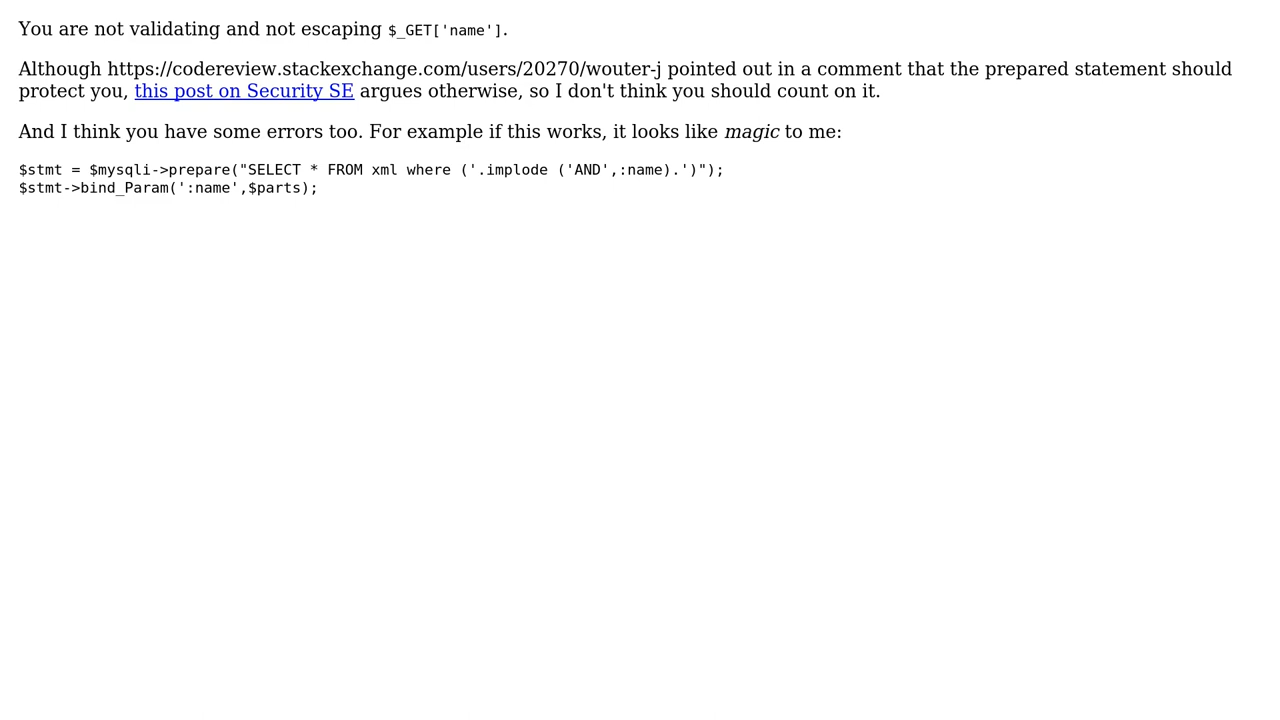 You are not validating and not escaping $_GET['name'].
Although https://codereview.stackexchange.com/users/20270/wouter-j pointed out in a comment that the prepared statement should
protect you, this post on Security SE argues otherwise, so I don't think you should count on it.
And I think you have some errors too. For example if this works, it looks like magic to me:
$stmt = $mysqli->prepare("SELECT * FROM xml where ('.implode ('AND',:name).')");
$stmt->bind_Param(':name',$parts);